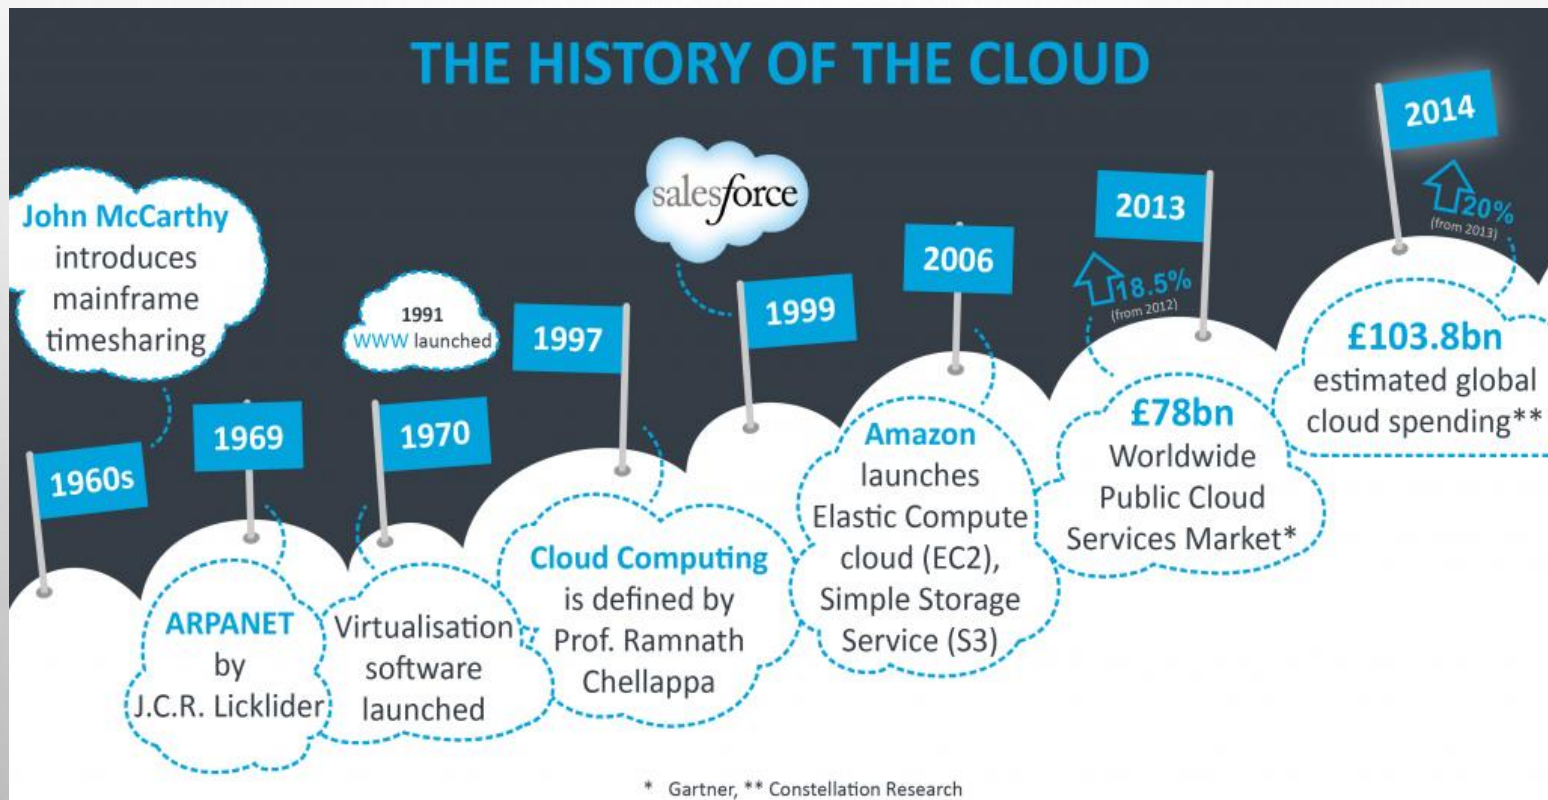 THE HISTORY OF THE CLOUD
1960s
John McCarthy
introduces
mainframe
timesharing
1969
ARPANET
by
J.C.R. Licklider
1970
Virtualisation
software
launched
1991
WWW launched
1997
Cloud Computing
is defined by
Prof. Ramnath
Chellappa
1999
salesforce
2006
Amazon
launches
Elastic Compute
cloud (EC2),
Simple Storage
Service (S3)
2013
18.5%
(from 2012)
£78bn
Worldwide
Public Cloud
Services Market*
2014
20%
(from 2013)
£103.8bn
estimated global
cloud spending**
* Gartner, ** Constellation Research